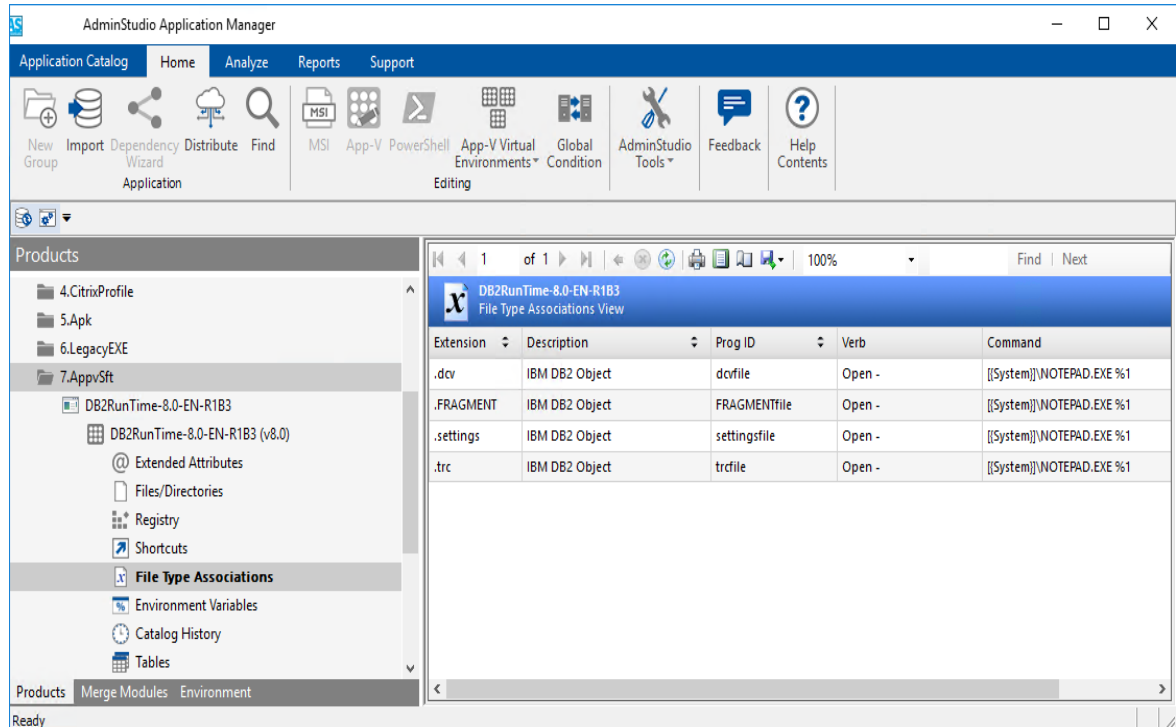 AS AdminStudio Application Manager
Application Catalog Home Analyze Reports Support
New Group
Import
Dependency Wizard
Distribute
Find
Application
MSI
MSI
App-V
PowerShell
App-V Virtual Environments
Global Condition
Editing
AdminStudio Tools
Feedback
Help Contents
Products
4.CitrixProfile
5.Apk
6.LegacyEXE
7.AppvSft
DB2RunTime-8.0-EN-R1B3
DB2RunTime-8.0-EN-R1B3 (v8.0)
Extended Attributes
Files/Directories
Registry
Shortcuts
File Type Associations
Environment Variables
Catalog History
Tables
Products Merge Modules Environment
Ready
1 of 1 100% Find | Next
DB2RunTime-8.0-EN-R1B3
File Type Associations View
Extension Description Prog ID Verb Command
.dcv IBM DB2 Object dcvfile Open - [{System}]\NOTEPAD.EXE %1
.FRAGMENT IBM DB2 Object FRAGMENTfile Open - [{System}]\NOTEPAD.EXE %1
.settings IBM DB2 Object settingsfile Open - [{System}]\NOTEPAD.EXE %1
.trc IBM DB2 Object trcfile Open - [{System}]\NOTEPAD.EXE %1